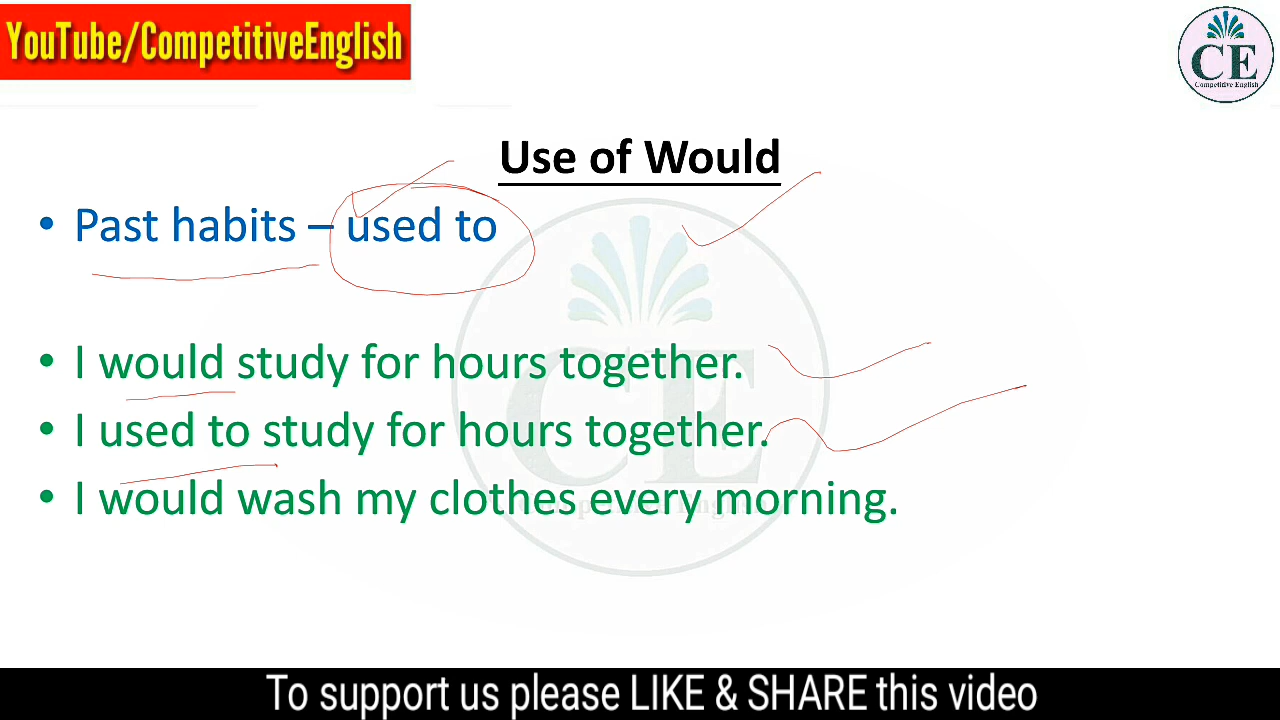 YouTube/CompetitiveEnglish
CE
Competitive English
Use of Would
• Past habits – used to
• I would study for hours together.
• I used to study for hours together.
• I would wash my clothes every morning.
CE
To support us please LIKE & SHARE this video